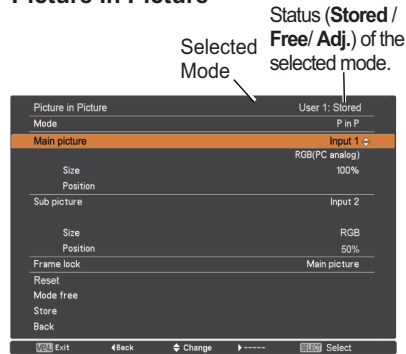 Picture in Picture
Status (Stored /
Free/ Adj.) of the
selected mode.
Selected
Mode
Picture in Picture User 1: Stored
Mode P in P
Main picture Input 1
RGB(PC analog)
Size 100%
Position
Sub picture Input 2
Size RGB
Position 50%
Frame lock Main picture
Reset
Mode free
Store
Back
MENU Exit Back Change ----- SELECT Select